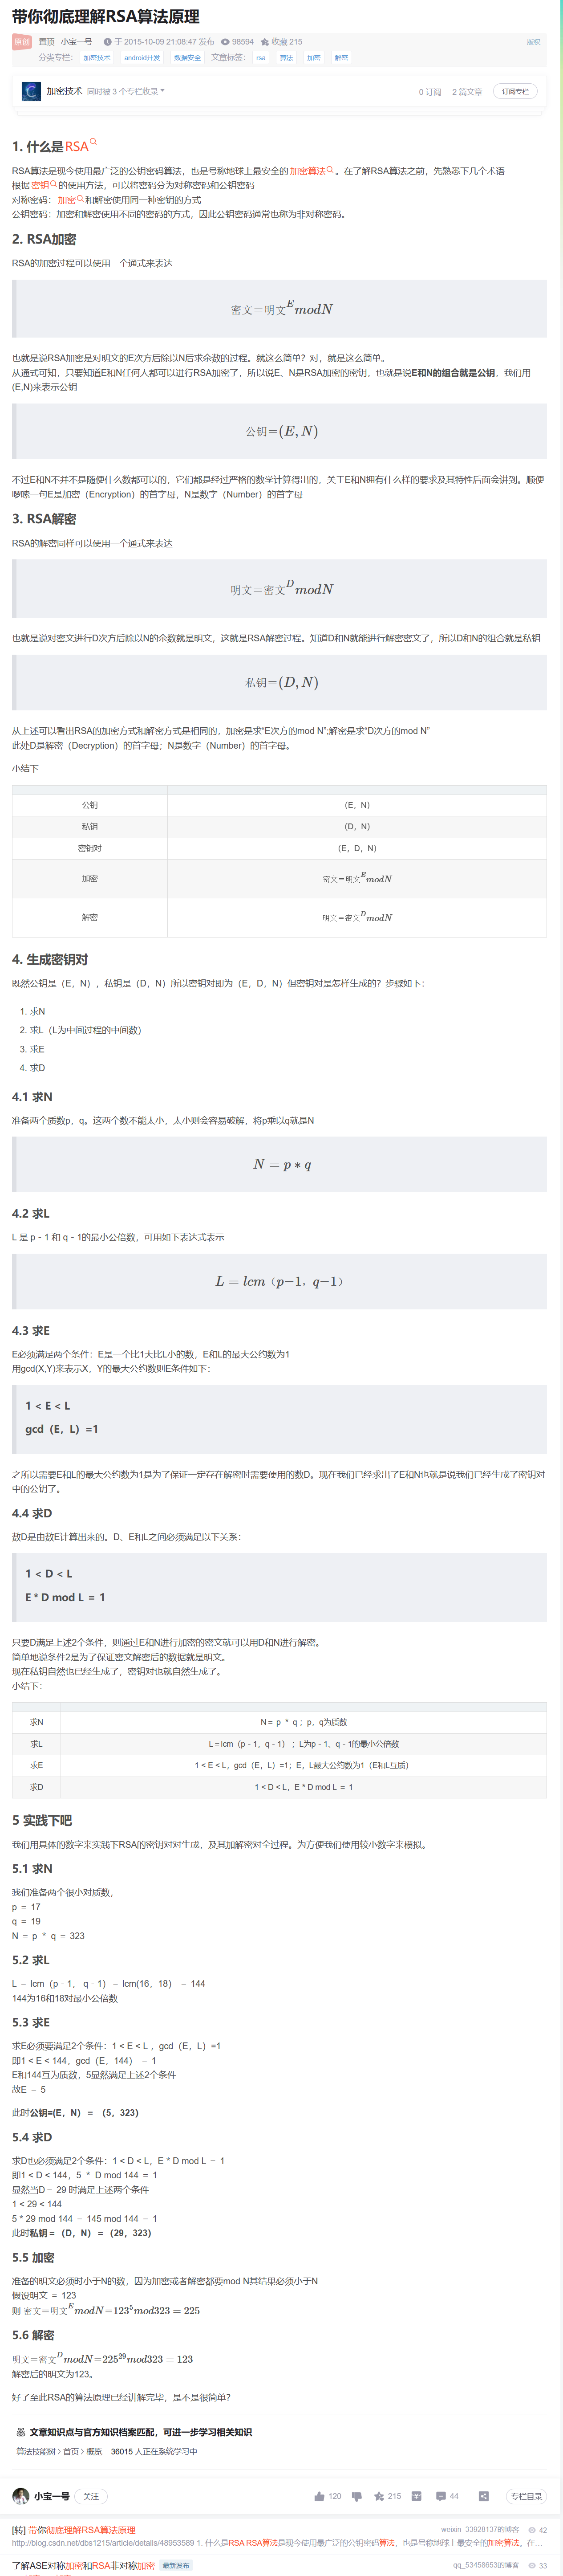 带你彻底理解RSA算法原理
原创 置顶 小宝一号 于 2015-10-09 21:08:47 发布 98594 收藏 215 版权
分类专栏： 加密技术 android开发 数据安全 文章标签： rsa 算法 加密 解密
加密技术 同时被 3 个专栏收录 0 订阅 2 篇文章 订阅专栏
1. 什么是RSA
RSA算法是现今使用最广泛的公钥密码算法，也是号称地球上最安全的加密算法。在了解RSA算法之前，先熟悉下几个术语
根据密钥的使用方法，可以将密码分为对称密码和公钥密码
对称密码：加密和解密使用同一种密钥的方式
公钥密码：加密和解密使用不同的密码的方式，因此公钥密码通常也称为非对称密码。
2. RSA加密
RSA的加密过程可以使用一个通式来表达
密文＝明文^E modN
也就是说RSA加密是对明文的E次方后除以N后求余数的过程。就这么简单？对，就是这么简单。
从通式可知，只要知道E和N任何人都可以进行RSA加密了，所以说E、N是RSA加密的密钥，也就是说E和N的组合就是公钥，我们用
(E,N)来表示公钥
公钥＝(E, N)
不过E和N不并不是随便什么数都可以的，它们都是经过严格的数学计算得出的，关于E和N拥有什么样的要求及其特性后面会讲到。顺便
啰嗦一句E是加密（Encryption）的首字母，N是数字（Number）的首字母
3. RSA解密
RSA的解密同样可以使用一个通式来表达
明文＝密文^D modN
也就是说对密文进行D次方后除以N的余数就是明文，这就是RSA解密过程。知道D和N就能进行解密密文了，所以D和N的组合就是私钥
私钥＝(D, N)
从上述可以看出RSA的加密方式和解密方式是相同的，加密是求“E次方的mod N”;解密是求“D次方的mod N”
此处D是解密（Decryption）的首字母；N是数字（Number）的首字母。
小结下
公钥 （E，N）
私钥 （D，N）
密钥对 （E，D，N）
加密 密文＝明文^E modN
解密 明文＝密文^D modN
4. 生成密钥对
既然公钥是（E，N），私钥是（D，N）所以密钥对即为（E，D，N）但密钥对是怎样生成的？步骤如下：
1. 求N
2. 求L（L为中间过程的中间数）
3. 求E
4. 求D
4.1 求N
准备两个质数p，q。这两个数不能太小，太小则会容易破解，将p乘以q就是N
N = p ∗ q
4.2 求L
L 是 p－1 和 q－1的最小公倍数，可用如下表达式表示
L = lcm（p−1，q−1）
4.3 求E
E必须满足两个条件：E是一个比1大比L小的数，E和L的最大公约数为1
用gcd(X,Y)来表示X，Y的最大公约数则E条件如下：
1 < E < L
gcd（E，L）=1
之所以需要E和L的最大公约数为1是为了保证一定存在解密时需要使用的数D。现在我们已经求出了E和N也就是说我们已经生成了密钥对
中的公钥了。
4.4 求D
数D是由数E计算出来的。D、E和L之间必须满足以下关系：
1 < D < L
E * D mod L ＝ 1
只要D满足上述2个条件，则通过E和N进行加密的密文就可以用D和N进行解密。
简单地说条件2是为了保证密文解密后的数据就是明文。
现在私钥自然也已经生成了，密钥对也就自然生成了。
小结下：
求N N＝ p ＊ q ；p，q为质数
求L L＝lcm（p－1，q－1） ；L为p－1、q－1的最小公倍数
求E 1 < E < L，gcd（E，L）=1；E，L最大公约数为1（E和L互质）
求D 1 < D < L，E * D mod L ＝ 1
5 实践下吧
我们用具体的数字来实践下RSA的密钥对对生成，及其加解密对全过程。为方便我们使用较小数字来模拟。
5.1 求N
我们准备两个很小对质数，
p ＝ 17
q ＝ 19
N ＝ p ＊ q ＝ 323
5.2 求L
L ＝ lcm（p－1， q－1）＝ lcm(16，18） ＝ 144
144为16和18对最小公倍数
5.3 求E
求E必须要满足2个条件：1 < E < L ，gcd（E，L）=1
即1 < E < 144，gcd（E，144） ＝ 1
E和144互为质数，5显然满足上述2个条件
故E ＝ 5
此时公钥=(E，N）＝ （5，323）
5.4 求D
求D也必须满足2个条件：1 < D < L，E * D mod L ＝ 1
即1 < D < 144，5 ＊ D mod 144 ＝ 1
显然当D＝ 29 时满足上述两个条件
1 < 29 < 144
5 * 29 mod 144 ＝ 145 mod 144 ＝ 1
此时私钥＝（D，N）＝（29，323）
5.5 加密
准备的明文必须时小于N的数，因为加密或者解密都要mod N其结果必须小于N
假设明文 ＝ 123
则 密文＝明文^E modN＝123^5 mod323 = 225
5.6 解密
明文＝密文^D modN＝225^29 mod323 = 123
解密后的明文为123。
好了至此RSA的算法原理已经讲解完毕，是不是很简单？
文章知识点与官方知识档案匹配，可进一步学习相关知识
算法技能树 > 首页 > 概览 36015 人正在系统学习中
小宝一号 关注 120 215 44 专栏目录
[转] 带你彻底理解RSA算法原理 weixin_33928137的博客 42
http://blog.csdn.net/dbs1215/article/details/48953589 1. 什么是RSA RSA算法是现今使用最广泛的公钥密码算法，也是号称地球上最安全的加密算法。在…
了解ASE对称加密和RSA非对称加密 最新发布 qq_53458653的博客 33